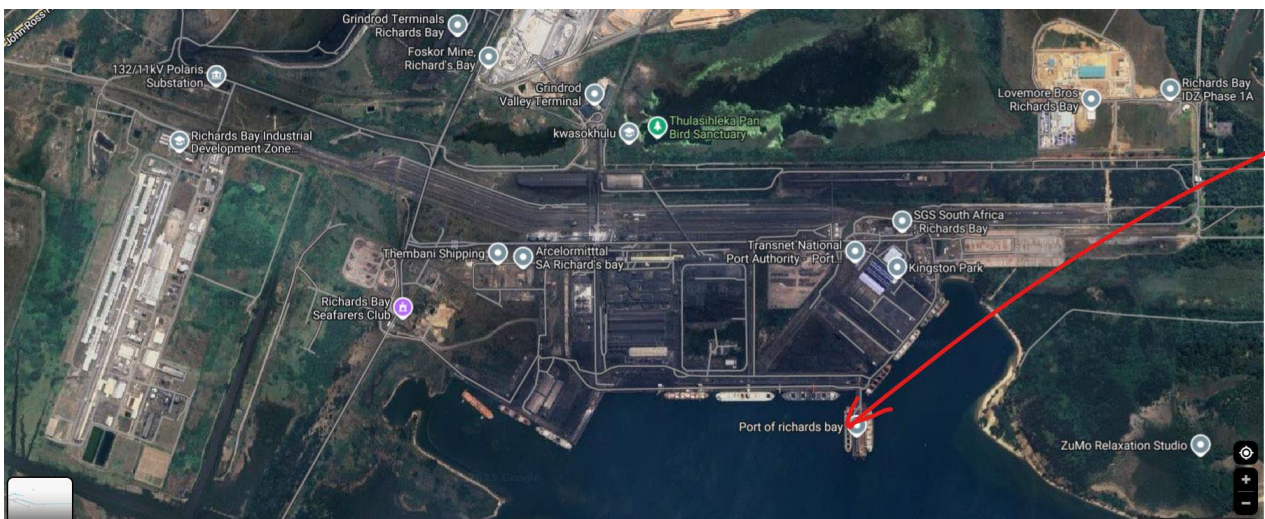 John Ross H
Grindrod Terminals
Richards Bay
Foskor Mine,
Richard's Bay
132/11kV Polaris
Substation
Grindrod
Valley Terminal
Lovemore Bros
Richards Bay
Richards Bay
IDZ Phase 1A
kwasokhulu
Thulasihleka Pan
Bird Sanctuary
Richards Bay Industrial
Development Zone...
SGS South Africa
, Richards Bay
Thembani Shipping
Arcelormitttal
SA Richard's bay
Transnet National
Port Authority - Port...
Kingston Park
Richards Bay
Seafarers Club
Port of richards bay
ZuMo Relaxation Studio